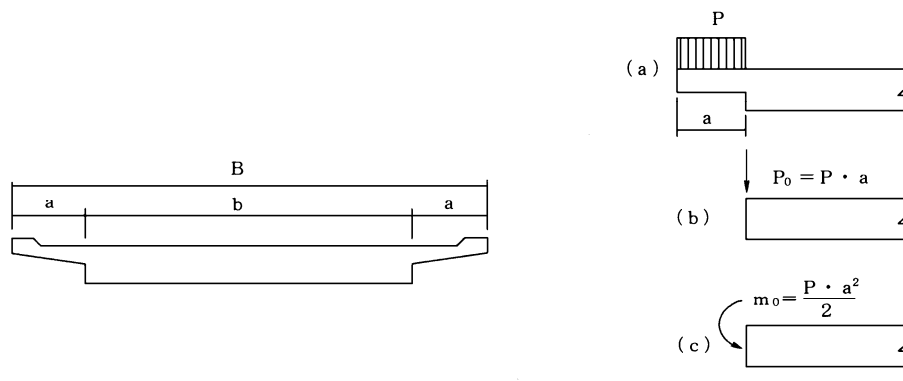 B
a b a
P
(a)
a
P₀ = P · a
(b)
m₀ = P · a² / 2
(c)